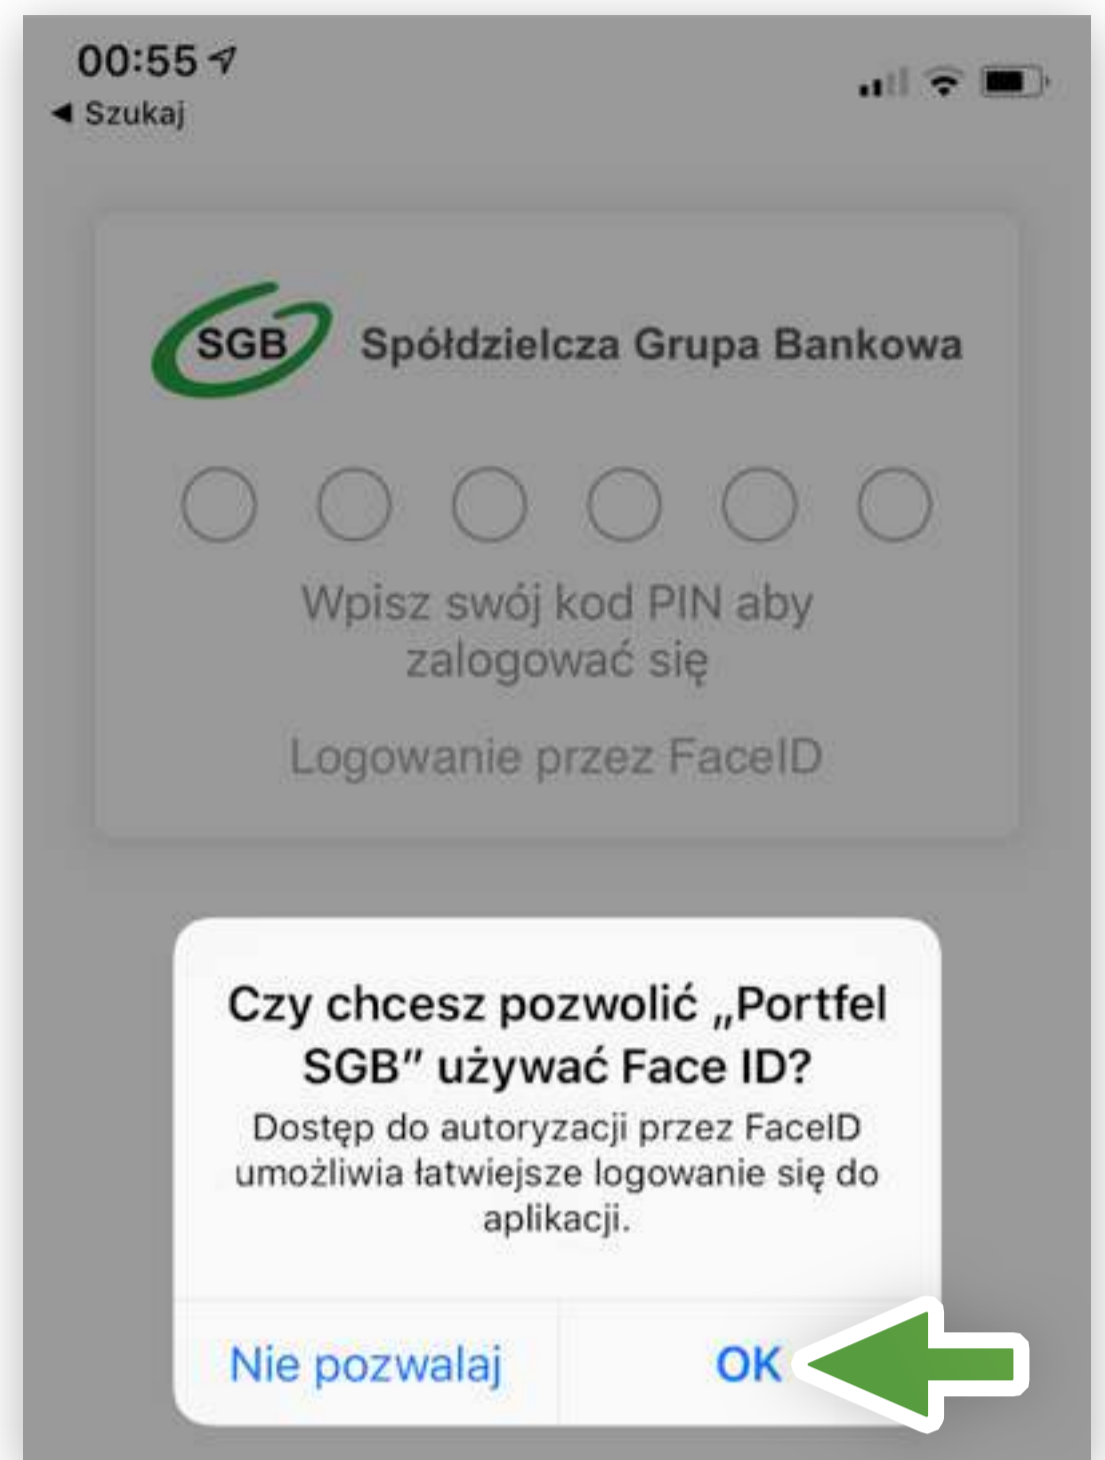 00:55
◀ Szukaj
SGB Spółdzielcza Grupa Bankowa
Wpisz swój kod PIN aby
zalogować się
Logowanie przez FaceID
Czy chcesz pozwolić „Portfel
SGB” używać Face ID?
Dostęp do autoryzacji przez FaceID
umożliwia łatwiejsze logowanie się do
aplikacji.
Nie pozwalaj OK